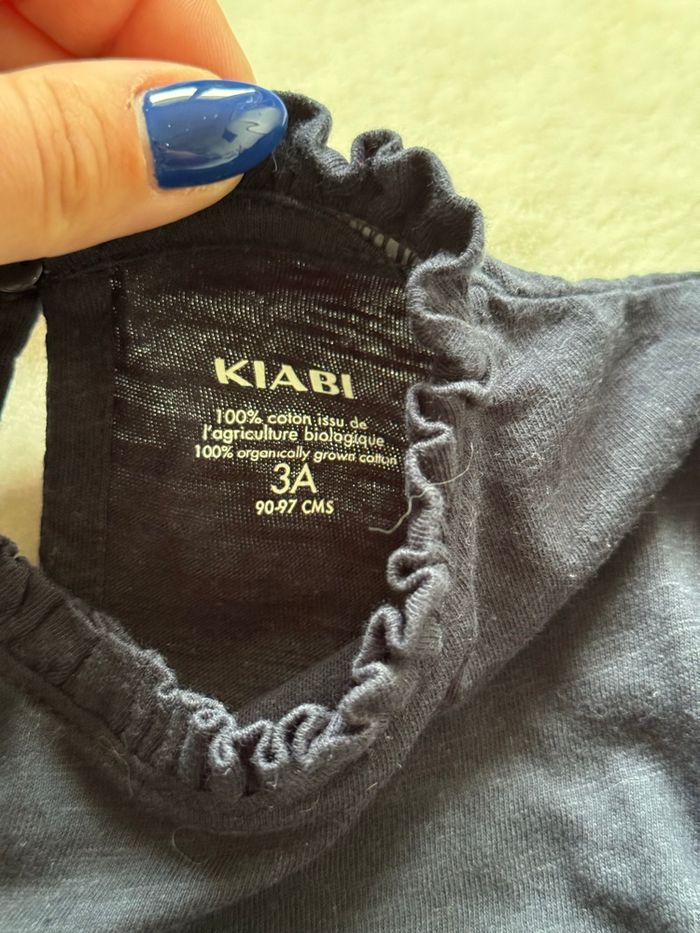 KIABI
100% coton issu de
l'agriculture biologique
100% organically grown cotton
3A
90-97 CMS